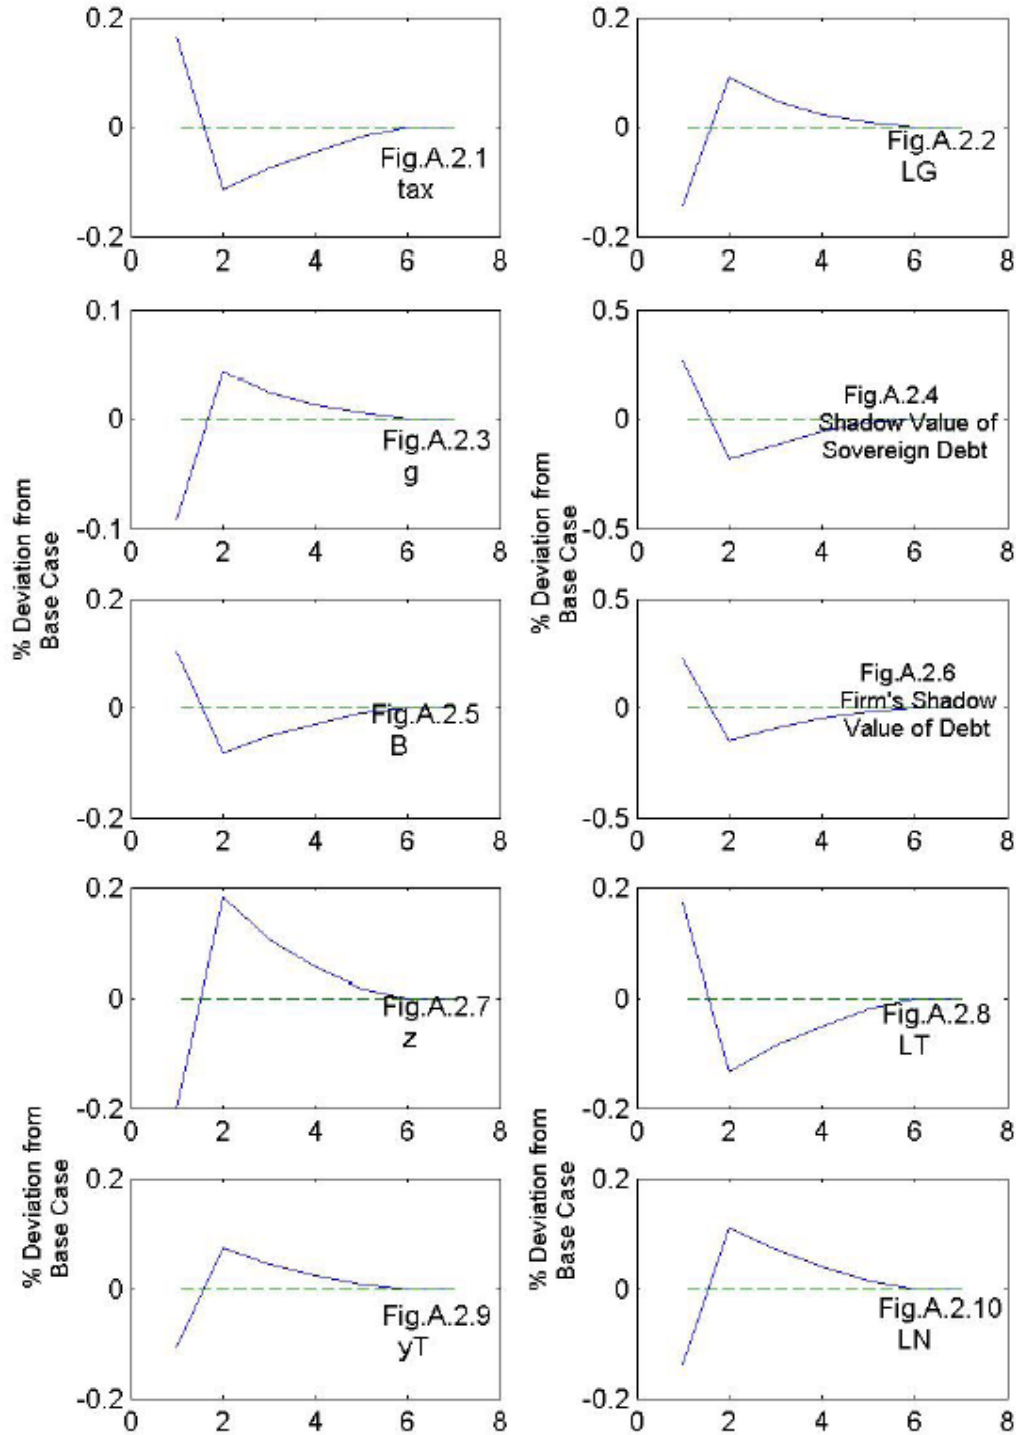 0.2
0
-0.2
0 2 4 6 8
Fig.A.2.1
tax
0.2
0
-0.2
0 2 4 6 8
Fig.A.2.2
LG
0.1
0
-0.1
0 2 4 6 8
Fig.A.2.3
g
% Deviation from
Base Case
0.5
0
-0.5
0 2 4 6 8
Fig.A.2.4
Shadow Value of
Sovereign Debt
% Deviation from
Base Case
0.2
0
-0.2
0 2 4 6 8
Fig.A.2.5
B
0.5
0
-0.5
0 2 4 6 8
Fig.A.2.6
Firm's Shadow
Value of Debt
0.2
0
-0.2
0 2 4 6 8
Fig.A.2.7
z
0.2
0
-0.2
0 2 4 6 8
Fig.A.2.8
LT
% Deviation from
Base Case
0.2
0
-0.2
0 2 4 6 8
Fig.A.2.9
yT
% Deviation from
Base Case
0.2
0
-0.2
0 2 4 6 8
Fig.A.2.10
LN